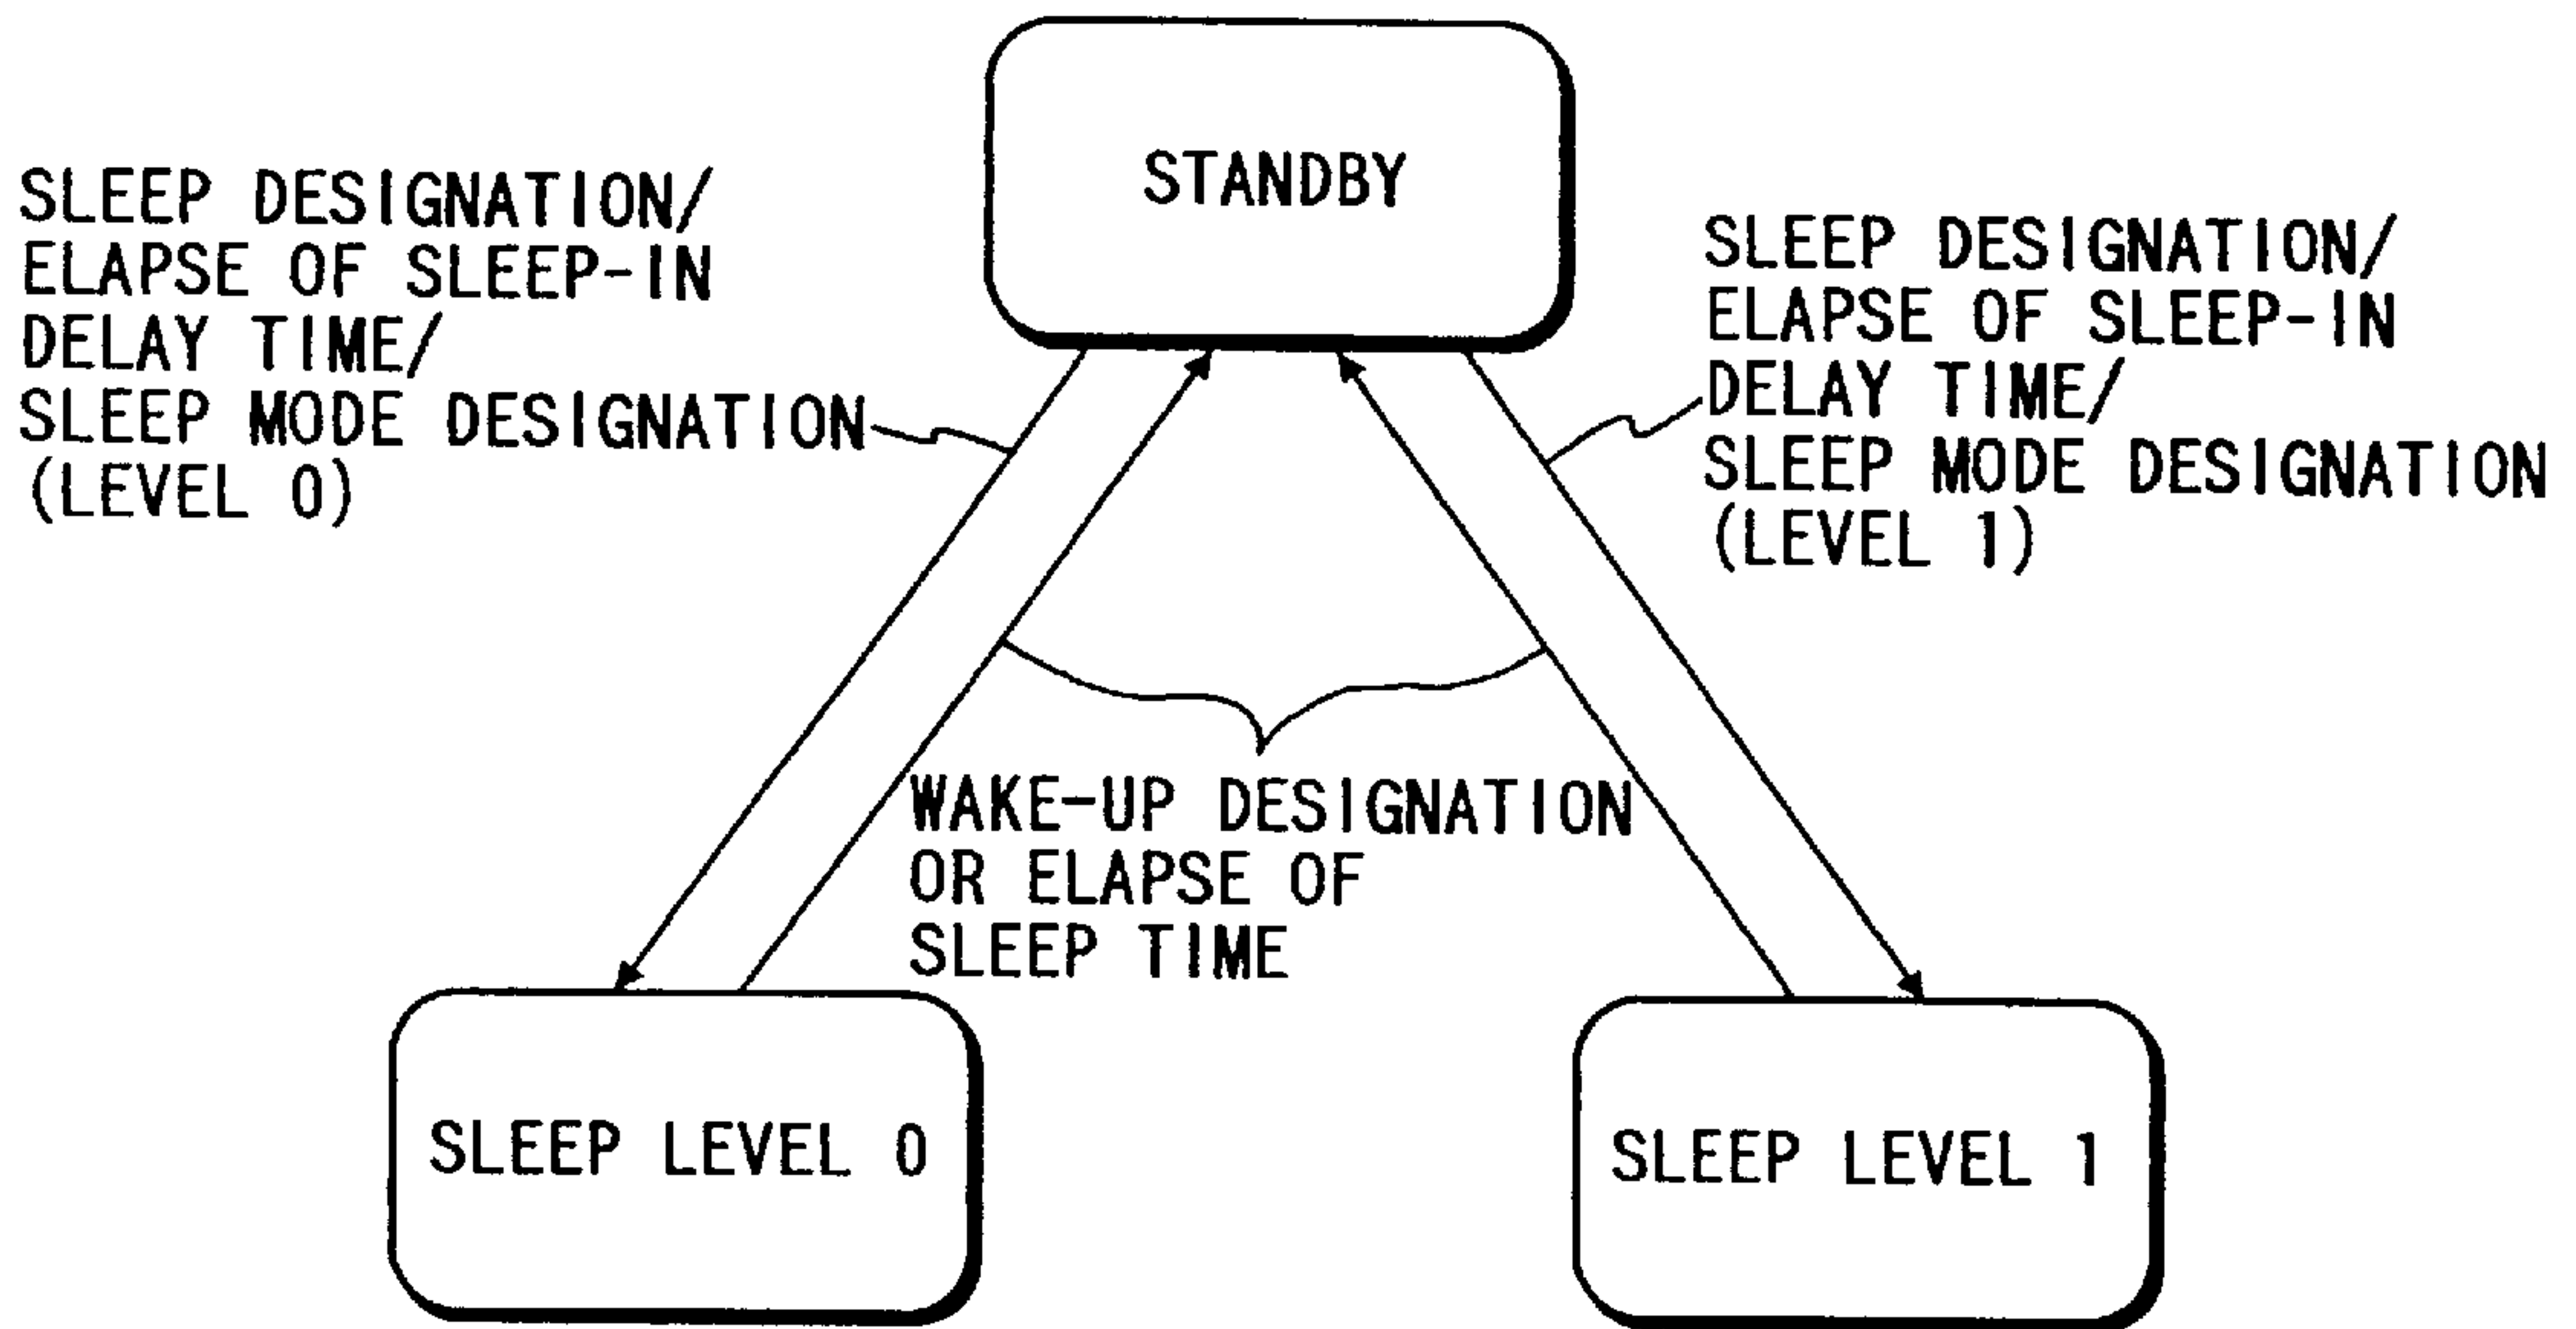 STANDBY
SLEEP DESIGNATION/
ELAPSE OF SLEEP-IN
DELAY TIME/
SLEEP MODE DESIGNATION
(LEVEL 0)
SLEEP DESIGNATION/
ELAPSE OF SLEEP-IN
DELAY TIME/
SLEEP MODE DESIGNATION
(LEVEL 1)
WAKE-UP DESIGNATION
OR ELAPSE OF
SLEEP TIME
SLEEP LEVEL 0
SLEEP LEVEL 1